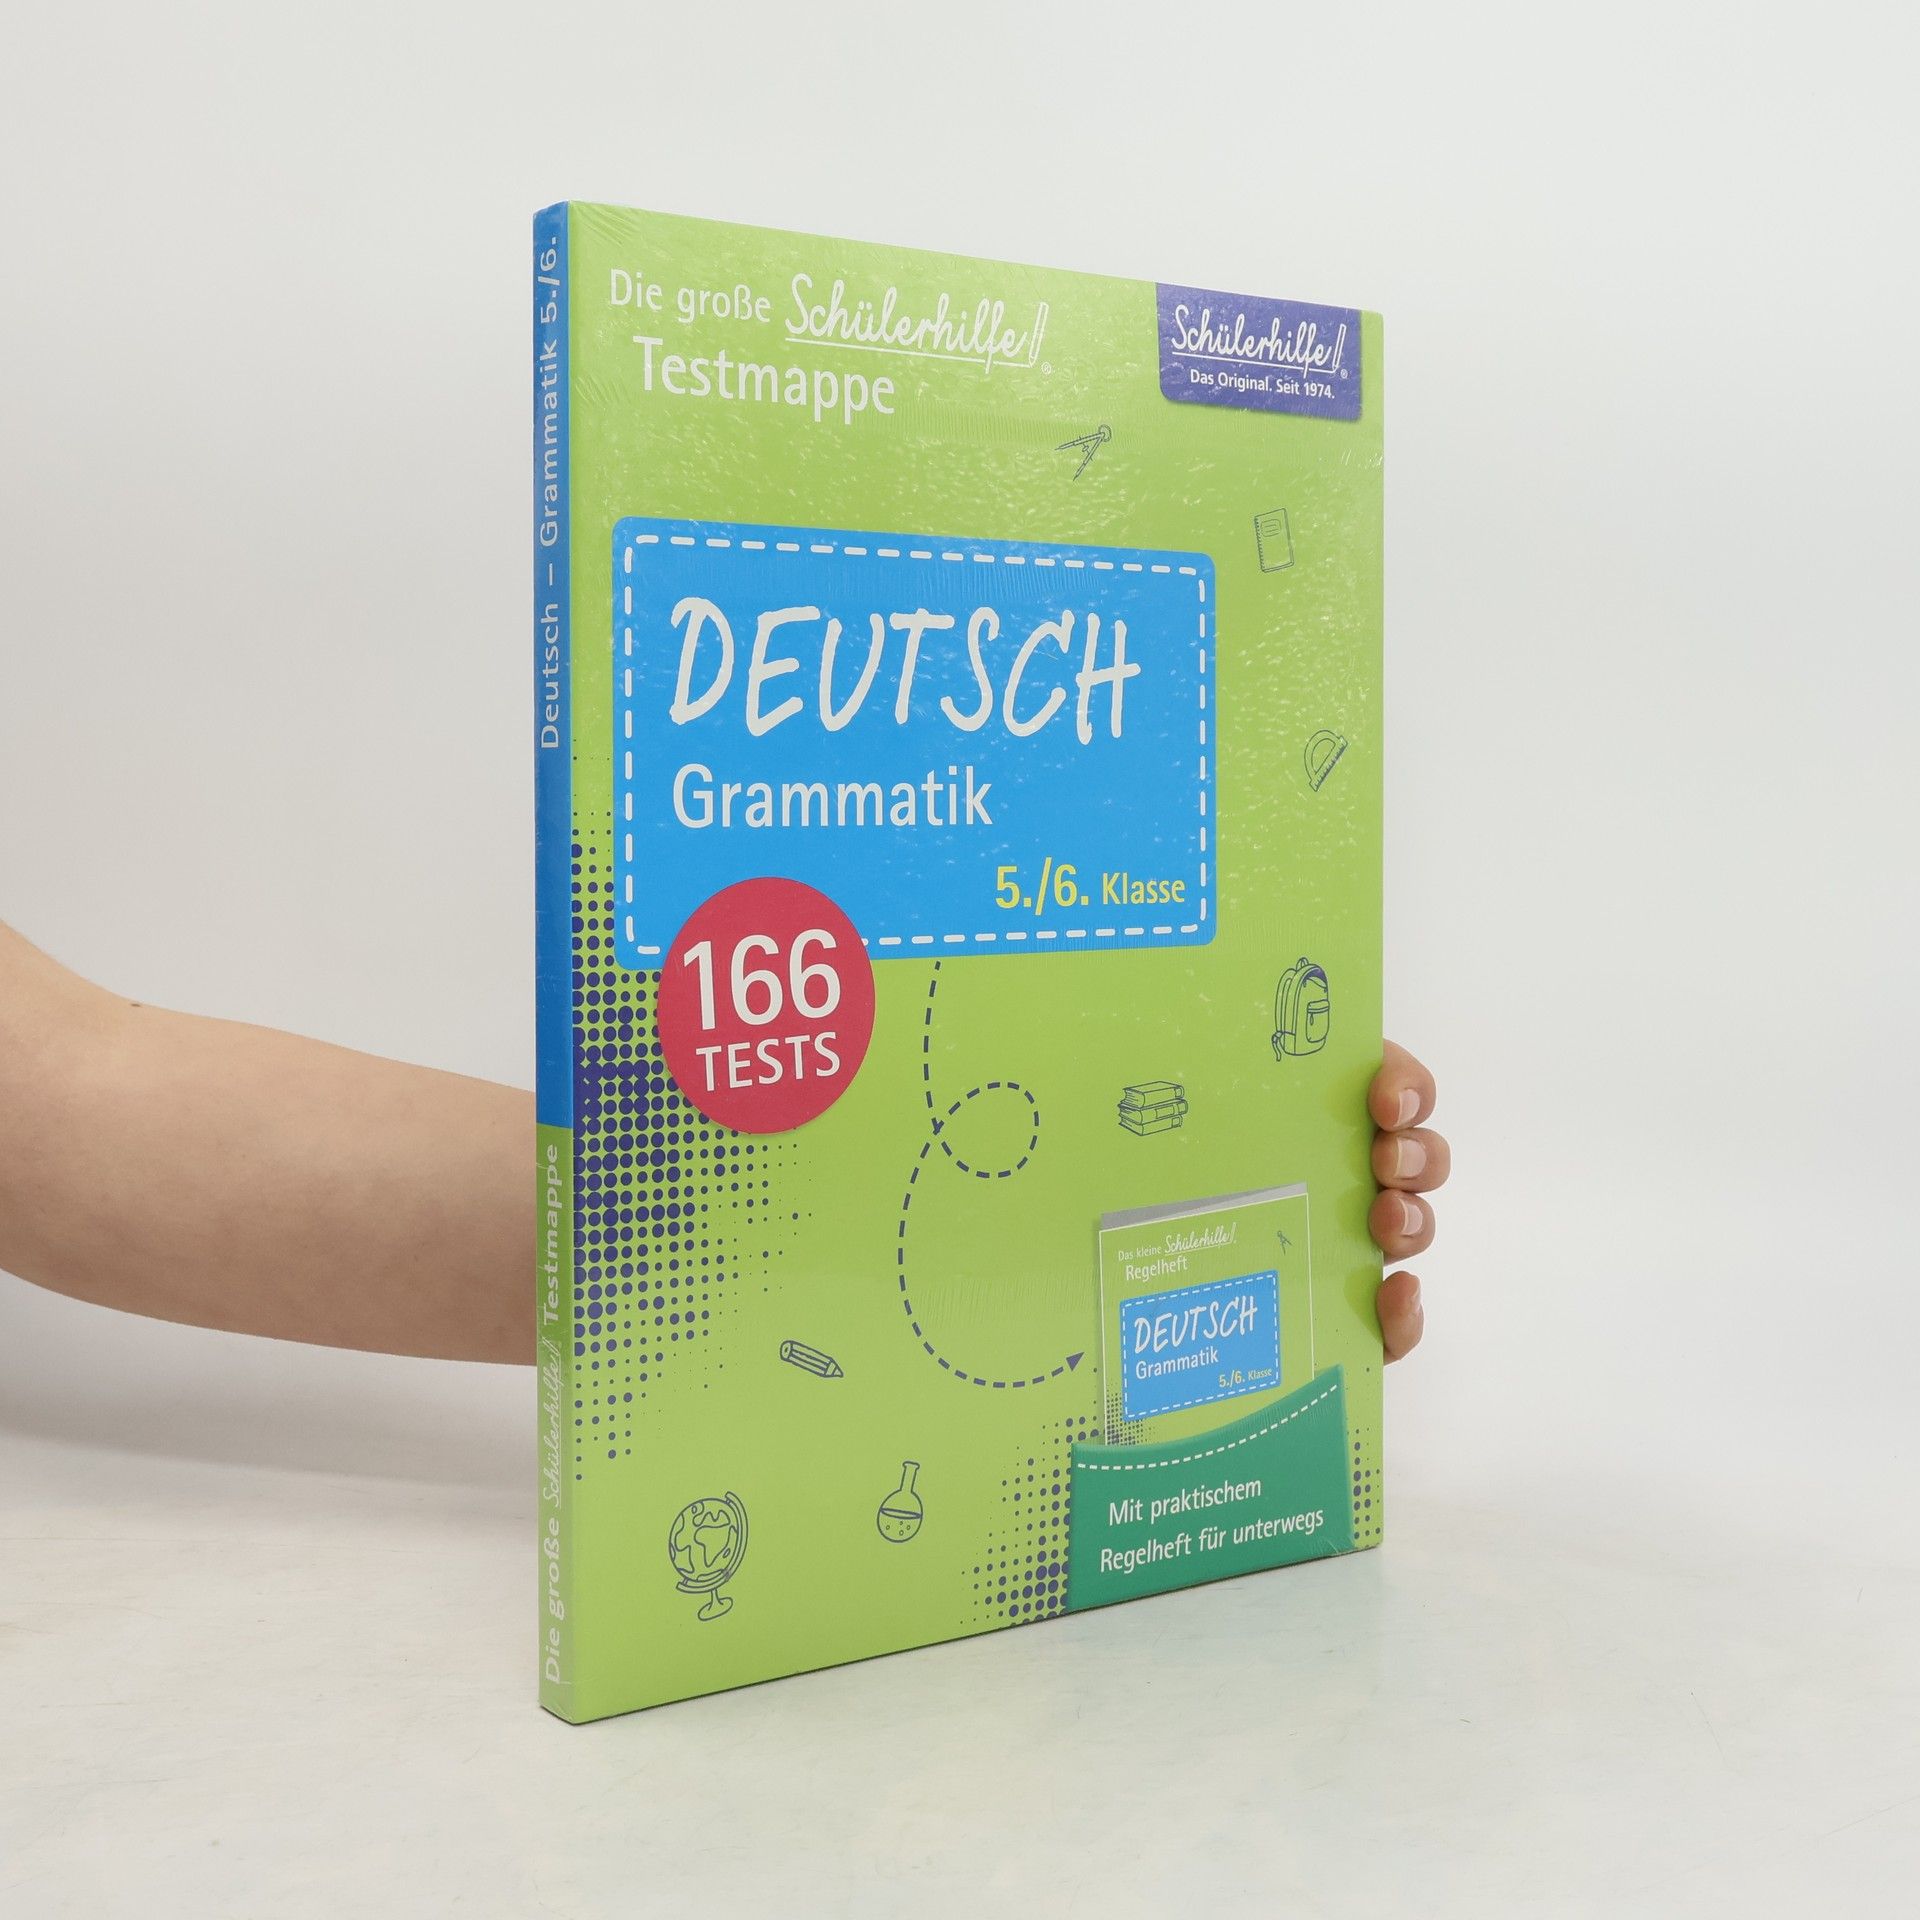 Die große Schülerhilfe!®
Testmappe
Schülerhilfe!®
Das Original. Seit 1974.
DEUTSCH
Grammatik
5./6. Klasse
166
TESTS
Das kleine Schülerhilfe!
Regelheft
DEUTSCH
Grammatik
5./6. Klasse
Mit praktischem
Regelheft für unterwegs
Die große Schülerhilfe! Testmappe Deutsch – Grammatik 5./6.